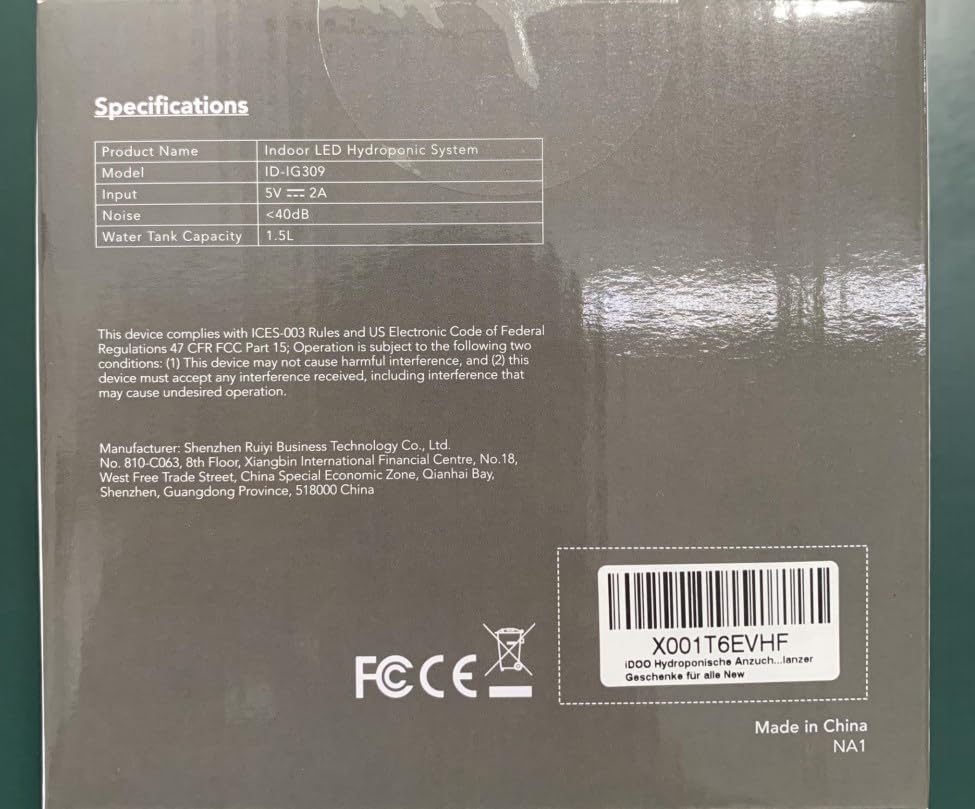 Specifications
Product Name Indoor LED Hydroponic System
Model ID-IG309
Input 5V ⎓ 2A
Noise <40dB
Water Tank Capacity 1.5L
This device complies with ICES-003 Rules and US Electronic Code of Federal
Regulations 47 CFR FCC Part 15; Operation is subject to the following two
conditions: (1) This device may not cause harmful interference, and (2) this
device must accept any interference received, including interference that
may cause undesired operation.
Manufacturer: Shenzhen Ruiyi Business Technology Co., Ltd.
No. 810-C063, 8th Floor, Xiangbin International Financial Centre, No.18,
West Free Trade Street, China Special Economic Zone, Qianhai Bay,
Shenzhen, Guangdong Province, 518000 China
X001T6EVHF
iDOO Hydroponische Anzuch...lanzer
Geschenke für alle New
FC CE
Made in China
NA1